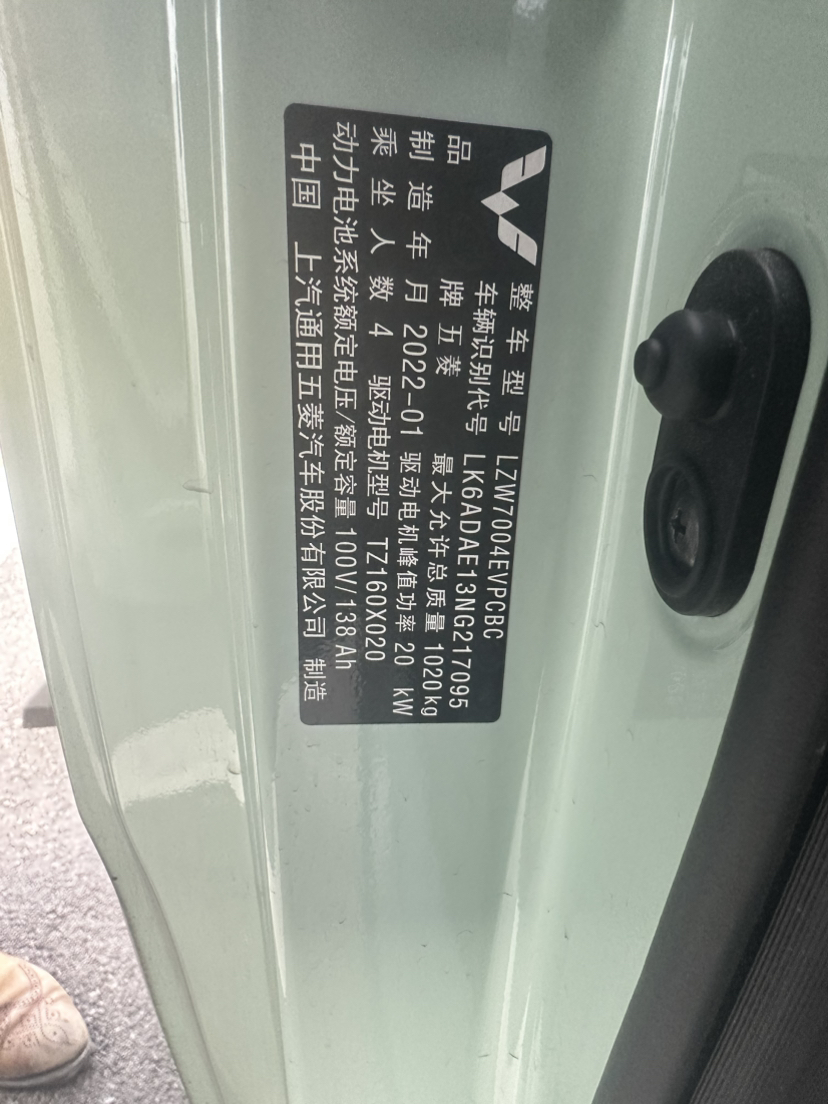 整车型号 LZW7004EVPCBC
车辆识别代号 LK6ADAE13NG217095
品牌 五菱 最大允许总质量 1020kg
制造年月 2022-01 驱动电机峰值功率 20 kW
乘坐人数 4 驱动电机型号 TZ160X020
动力电池系统额定电压/额定容量 100V/138 Ah
中国 上汽通用五菱汽车股份有限公司 制造